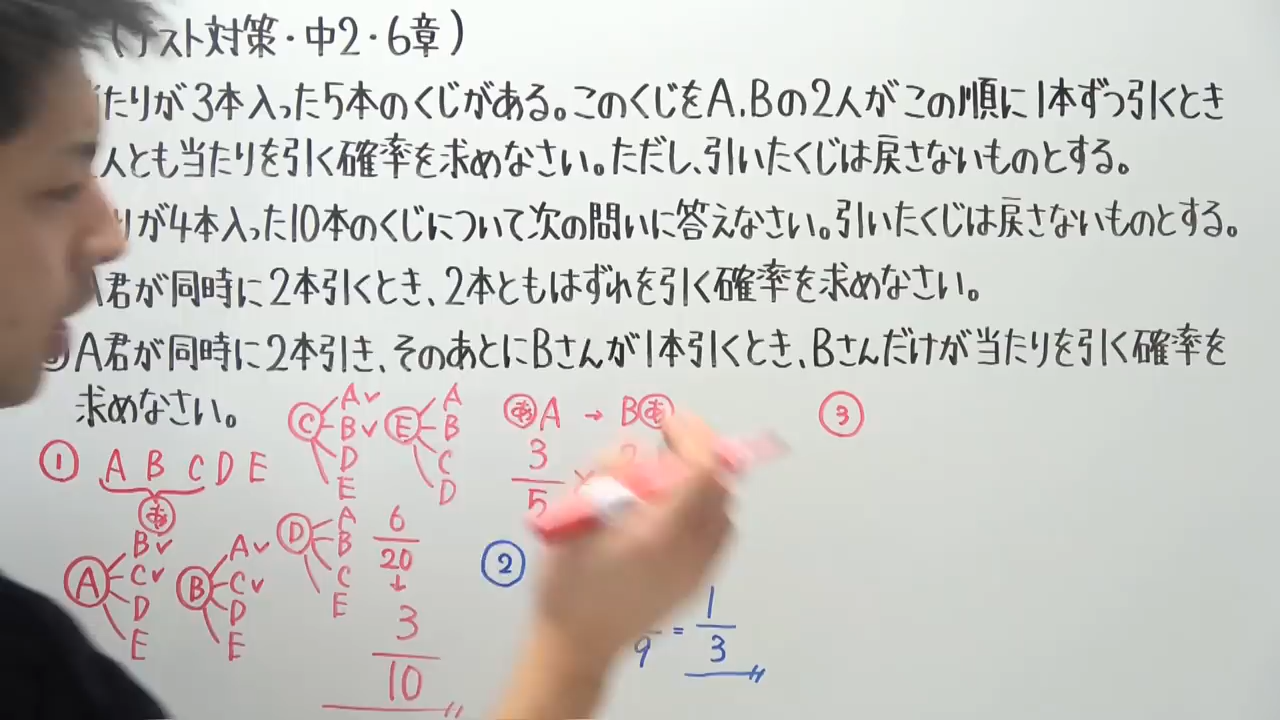 (テスト対策・中2・6章)
たりが3本入った5本のくじがある。このくじをA.Bの2人がこの順に1本ずつ引くとき
人とも当たりを引く確率を求めなさい。ただし、引いたくじは戻さないものとする。
りが4本入った10本のくじについて次の問いに答えなさい。引いたくじは戻さないものとする。
君が同時に2本引くとき、2本ともはずれを引く確率を求めなさい。
A君が同時に2本引き、そのあとにBさんが1本引くとき、Bさんだけが当たりを引く確率を
求めなさい。
① A B C D E
あ
A B✓ C✓ D E
B A✓ C✓ D E
C A✓ B✓ D E
D A B C E
E A B C D
6/20
↓
3/10
あ A → B あ
3/5 ×
②
9 = 1/3
③